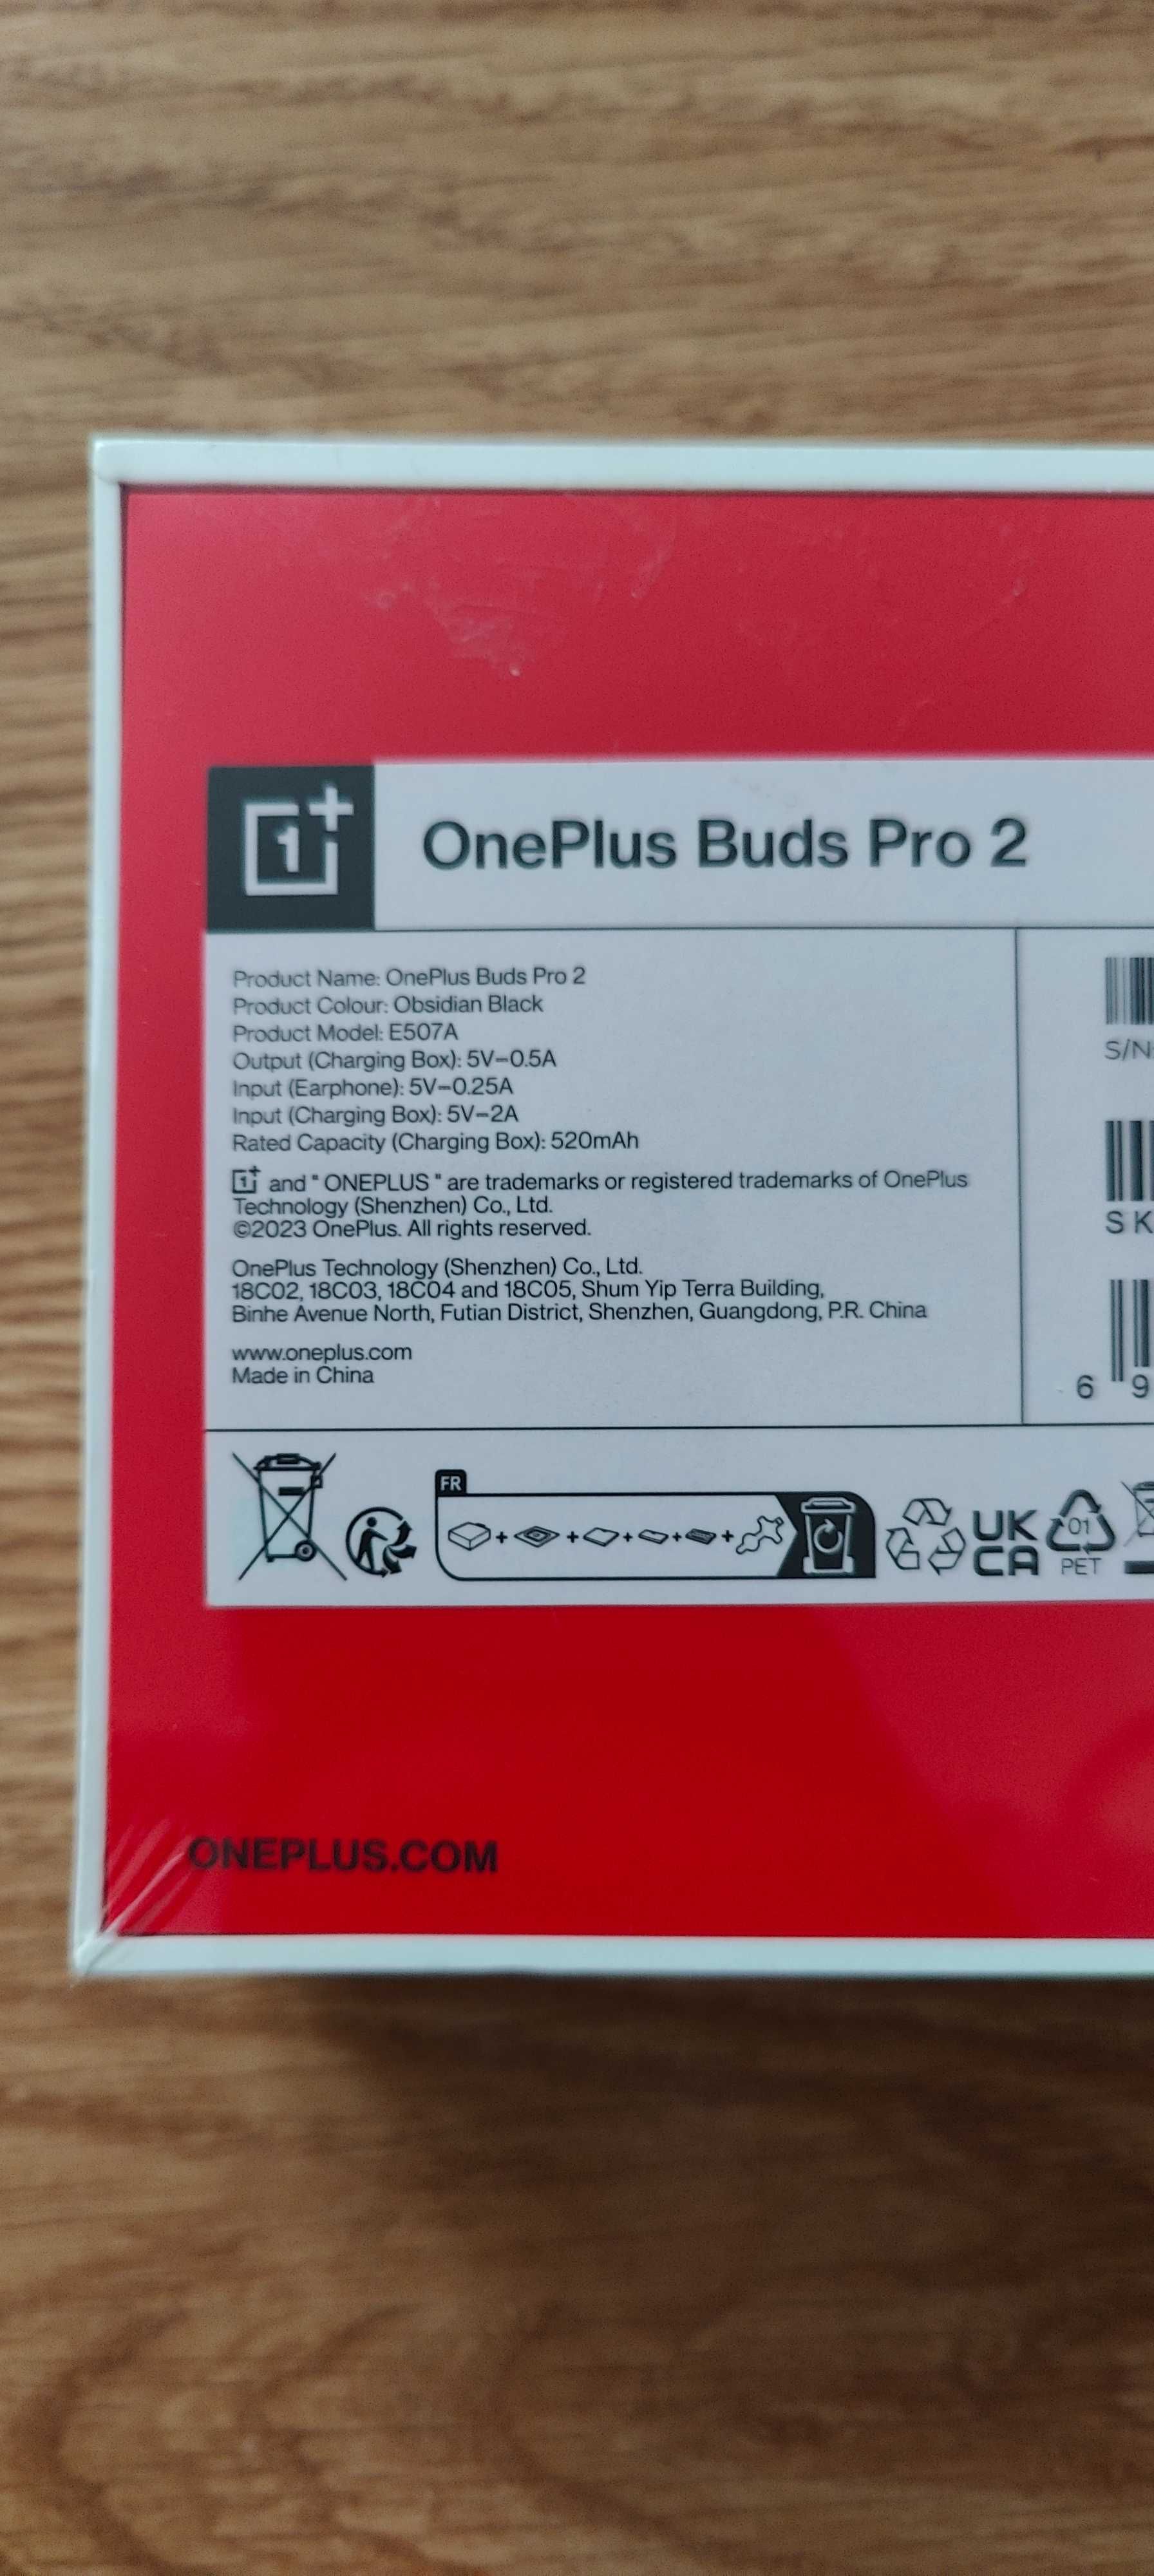 1+
OnePlus Buds Pro 2
Product Name: OnePlus Buds Pro 2
Product Colour: Obsidian Black
Product Model: E507A
Output (Charging Box): 5V⎓0.5A
Input (Earphone): 5V⎓0.25A
Input (Charging Box): 5V⎓2A
Rated Capacity (Charging Box): 520mAh
1+ and " ONEPLUS " are trademarks or registered trademarks of OnePlus
Technology (Shenzhen) Co., Ltd.
©2023 OnePlus. All rights reserved.
OnePlus Technology (Shenzhen) Co., Ltd.
18C02, 18C03, 18C04 and 18C05, Shum Yip Terra Building,
Binhe Avenue North, Futian District, Shenzhen, Guangdong, P.R. China
www.oneplus.com
Made in China
S/N
S K
6 9
FR
UK
CA
01
PET
ONEPLUS.COM